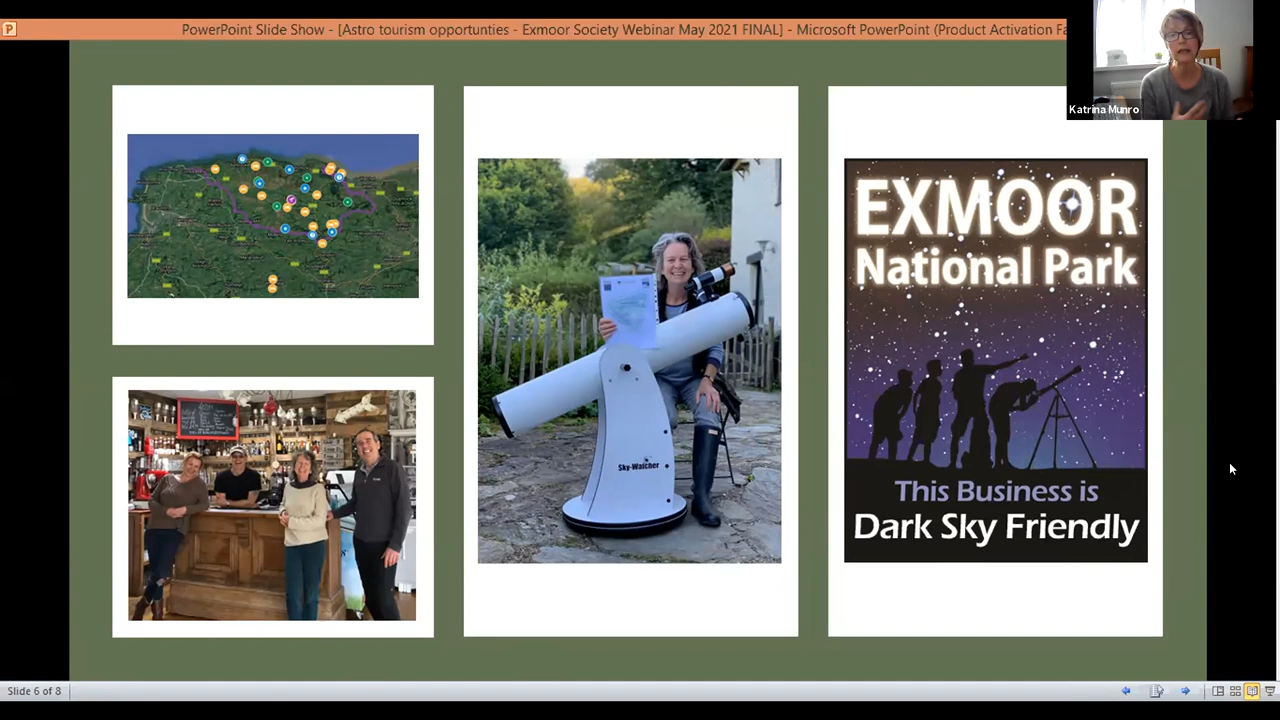 PowerPoint Slide Show - [Astro tourism opportunties - Exmoor Society Webinar May 2021 FINAL] - Microsoft PowerPoint (Product Activation Fa
Katrina Munro
Sky-Watcher
EXMOOR
National Park
This Business is
Dark Sky Friendly
Slide 6 of 8